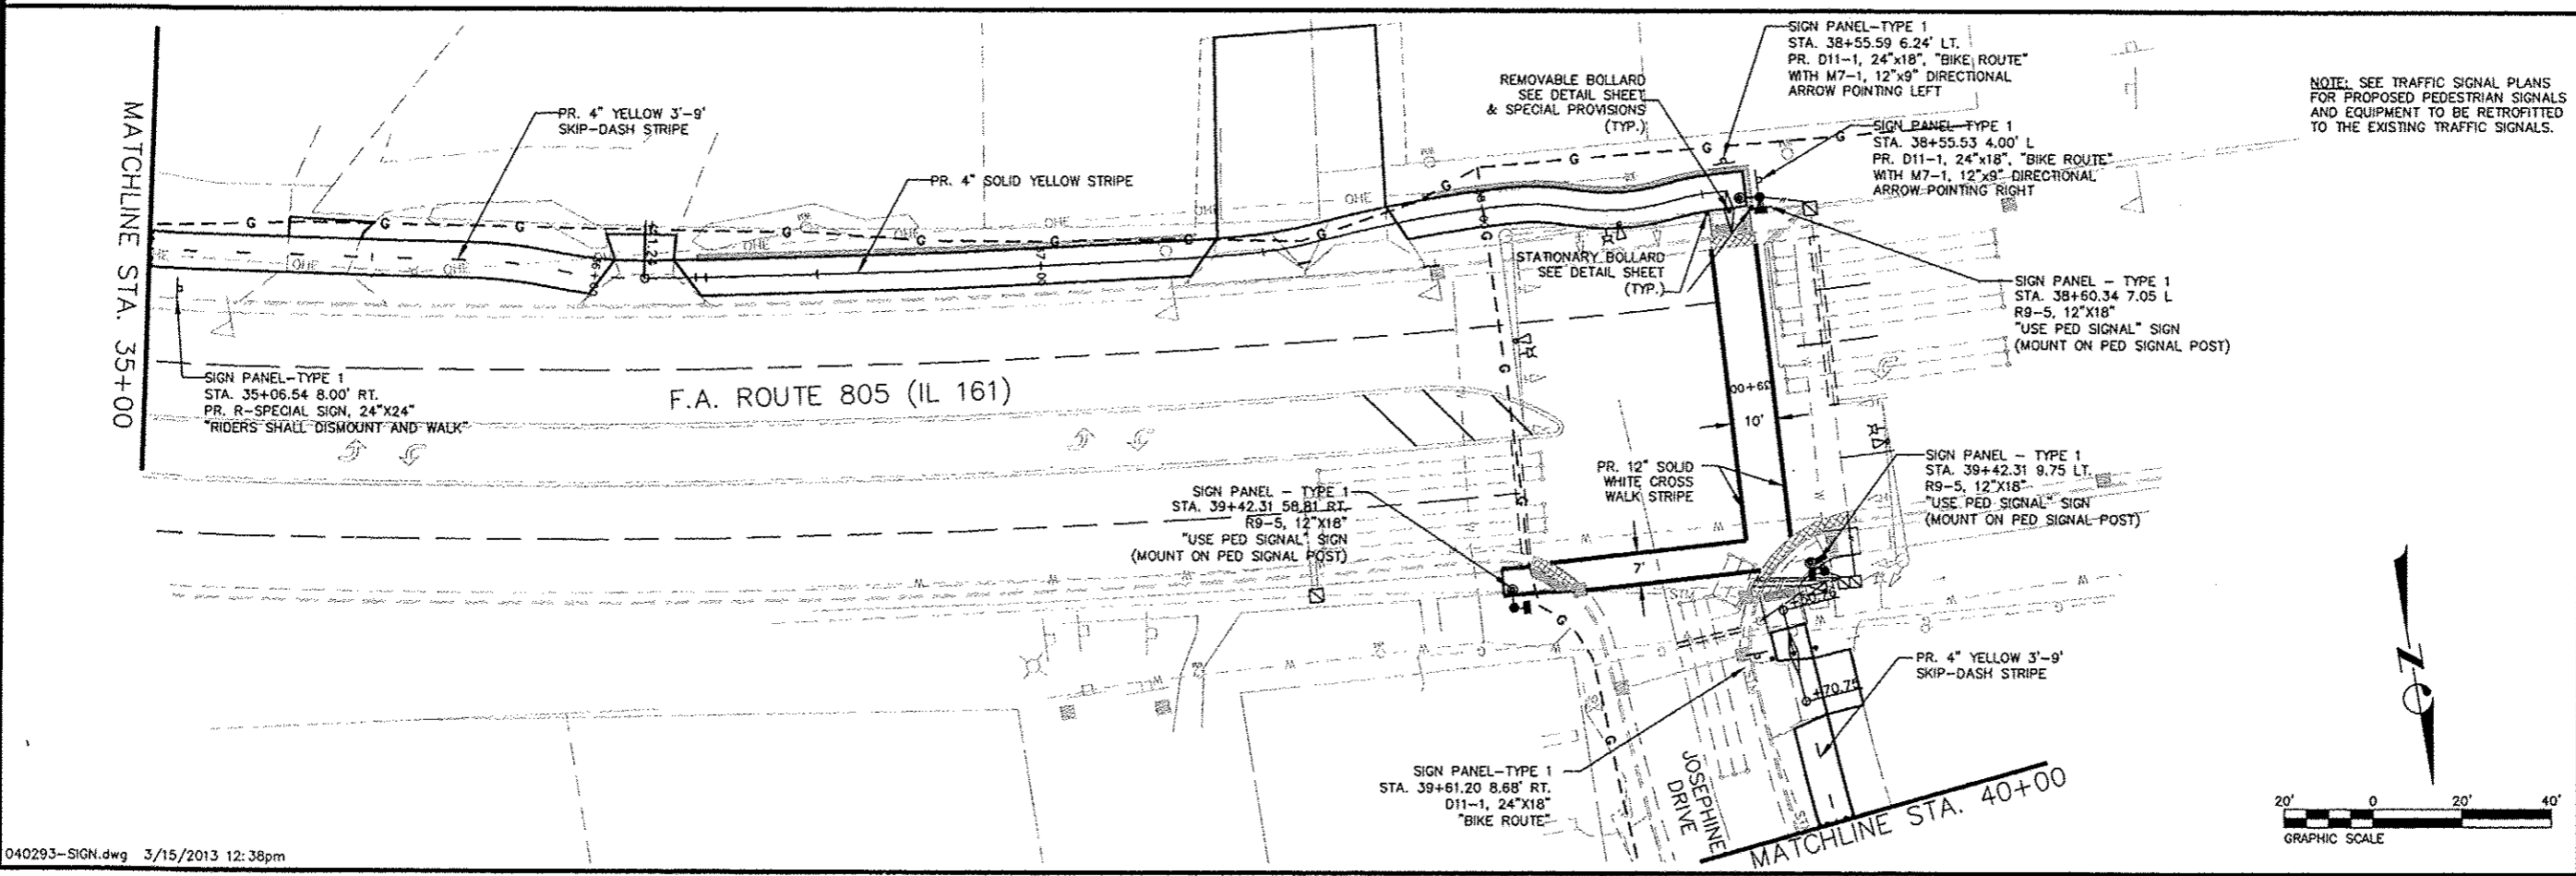 SIGN PANEL-TYPE 1
STA. 38+55.59 6.24' LT.
PR. D11-1, 24"x18", "BIKE ROUTE"
WITH M7-1, 12"x9" DIRECTIONAL
ARROW POINTING LEFT
REMOVABLE BOLLARD
SEE DETAIL SHEET
& SPECIAL PROVISIONS
(TYP.)
NOTE: SEE TRAFFIC SIGNAL PLANS
FOR PROPOSED PEDESTRIAN SIGNALS
AND EQUIPMENT TO BE RETROFITTED
TO THE EXISTING TRAFFIC SIGNALS.
PR. 4" YELLOW 3'-9'
SKIP-DASH STRIPE
SIGN PANEL-TYPE 1
STA. 38+55.53 4.00' L
PR. D11-1, 24"x18", "BIKE ROUTE"
WITH M7-1, 12"x9" DIRECTIONAL
ARROW POINTING RIGHT
MATCHLINE STA. 35+00
PR. 4" SOLID YELLOW STRIPE
STATIONARY BOLLARD
SEE DETAIL SHEET
(TYP.)
SIGN PANEL - TYPE 1
STA. 38+60.34 7.05 L
R9-5, 12"X18"
"USE PED SIGNAL" SIGN
(MOUNT ON PED SIGNAL POST)
SIGN PANEL-TYPE 1
STA. 35+06.54 8.00' RT.
PR. R-SPECIAL SIGN, 24"X24"
"RIDERS SHALL DISMOUNT AND WALK"
F.A. ROUTE 805 (IL 161)
39+00
10'
PR. 12" SOLID
WHITE CROSS
WALK STRIPE
SIGN PANEL - TYPE 1
STA. 39+42.31 9.75 LT.
R9-5, 12"X18"
"USE PED SIGNAL" SIGN
(MOUNT ON PED SIGNAL POST)
SIGN PANEL - TYPE 1
STA. 39+42.31 58.81 RT.
R9-5, 12"X18"
"USE PED SIGNAL" SIGN
(MOUNT ON PED SIGNAL POST)
7'
PR. 4" YELLOW 3'-9'
SKIP-DASH STRIPE
+70.75
SIGN PANEL-TYPE 1
STA. 39+61.20 8.68' RT.
D11-1, 24"X18"
"BIKE ROUTE"
JOSEPHINE
DRIVE
MATCHLINE STA. 40+00
20' 0 20' 40'
GRAPHIC SCALE
040293-SIGN.dwg 3/15/2013 12:38pm